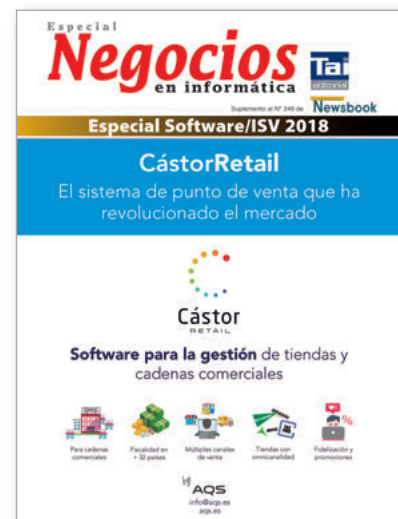 Especial
Negocios
en informática
Tai
editorial
Suplemento al Nº 249 de
Newsbook
Especial Software/ISV 2018
CástorRetail
El sistema de punto de venta que ha
revolucionado el mercado
Cástor
RETAIL
Software para la gestión de tiendas y
cadenas comerciales
Para cadenas
comerciales
Fiscalidad en
+ 32 países
Múltiples canales
de venta
Tiendas con
omnicanalidad
%
Fidelización y
promociones
by AQS
info@aqs.es
aqs.es